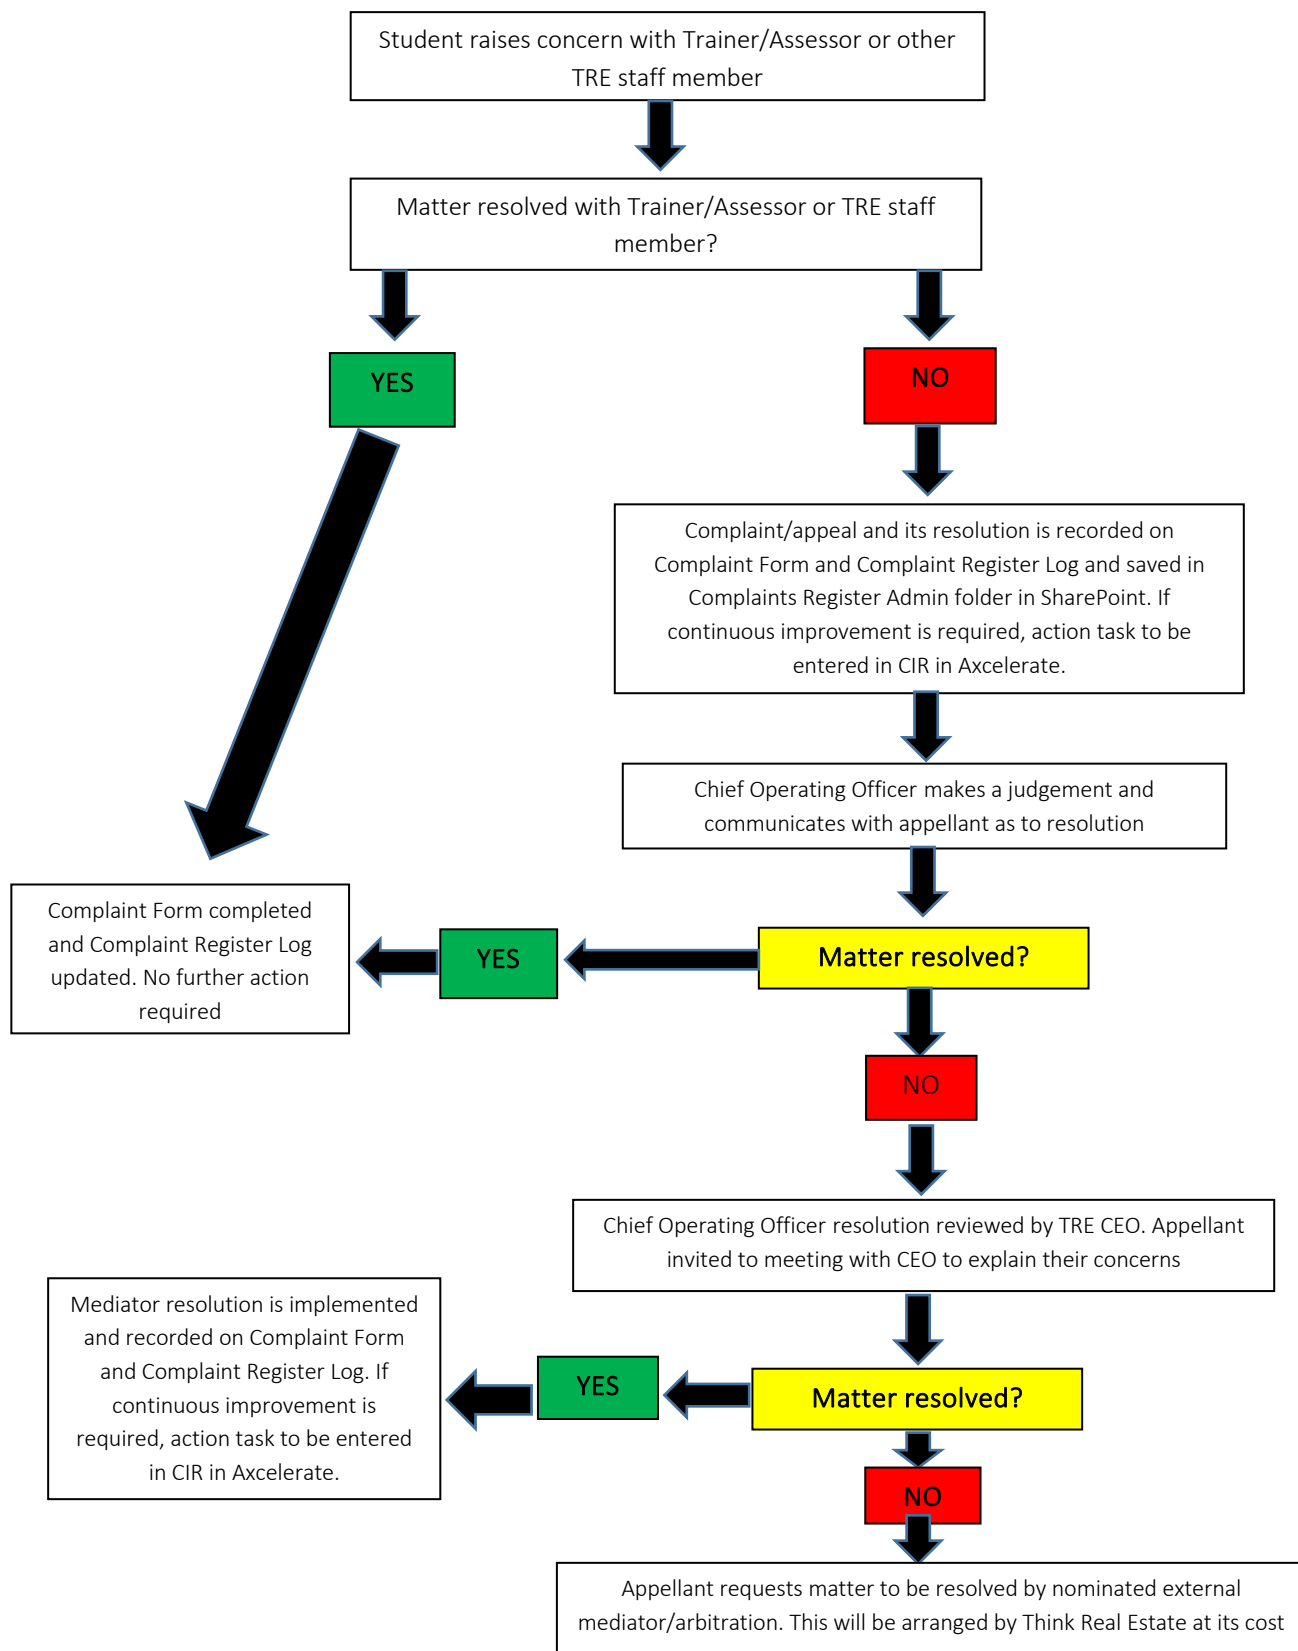 Student raises concern with Trainer/Assessor or other
TRE staff member
Matter resolved with Trainer/Assessor or TRE staff
member?
YES
NO
Complaint/appeal and its resolution is recorded on
Complaint Form and Complaint Register Log and saved in
Complaints Register Admin folder in SharePoint. If
continuous improvement is required, action task to be
entered in CIR in Axcelerate.
Chief Operating Officer makes a judgement and
communicates with appellant as to resolution
Complaint Form completed
and Complaint Register Log
updated. No further action
required
YES
Matter resolved?
NO
Chief Operating Officer resolution reviewed by TRE CEO. Appellant
invited to meeting with CEO to explain their concerns
Mediator resolution is implemented
and recorded on Complaint Form
and Complaint Register Log. If
continuous improvement is
required, action task to be entered
in CIR in Axcelerate.
YES
Matter resolved?
NO
Appellant requests matter to be resolved by nominated external
mediator/arbitration. This will be arranged by Think Real Estate at its cost